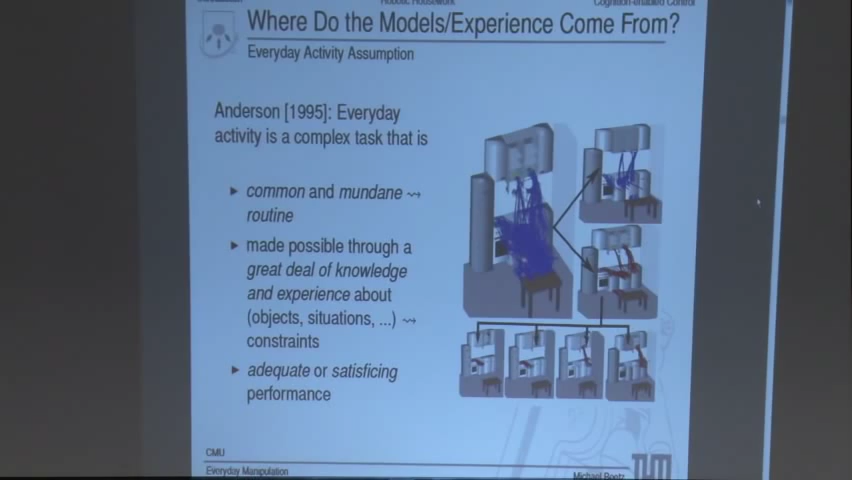 Robotic Housework
Cognition-enabled Control
Where Do the Models/Experience Come From?
Everyday Activity Assumption
Anderson [1995]: Everyday
activity is a complex task that is
► common and mundane ⇝
routine
► made possible through a
great deal of knowledge
and experience about
(objects, situations, ...) ⇝
constraints
► adequate or satisficing
performance
CMU
Everyday Manipulation
Michael Beetz
TUM